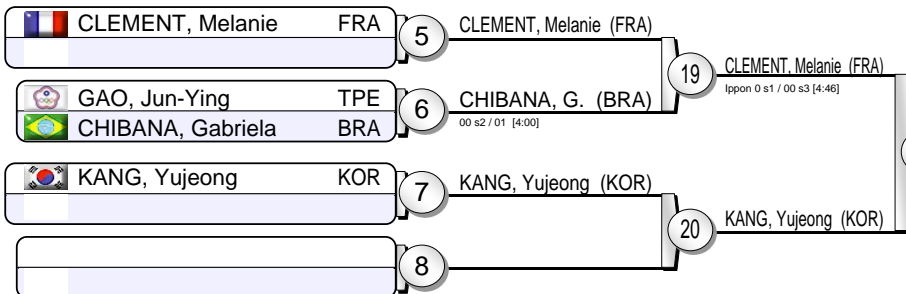 CLEMENT, Melanie FRA
5
CLEMENT, Melanie (FRA)
19
CLEMENT, Melanie (FRA)
Ippon 0 s1 / 00 s3 [4:46]
GAO, Jun-Ying TPE
CHIBANA, Gabriela BRA
6
CHIBANA, G. (BRA)
00 s2 / 01 [4:00]
KANG, Yujeong KOR
7
KANG, Yujeong (KOR)
20
KANG, Yujeong (KOR)
8